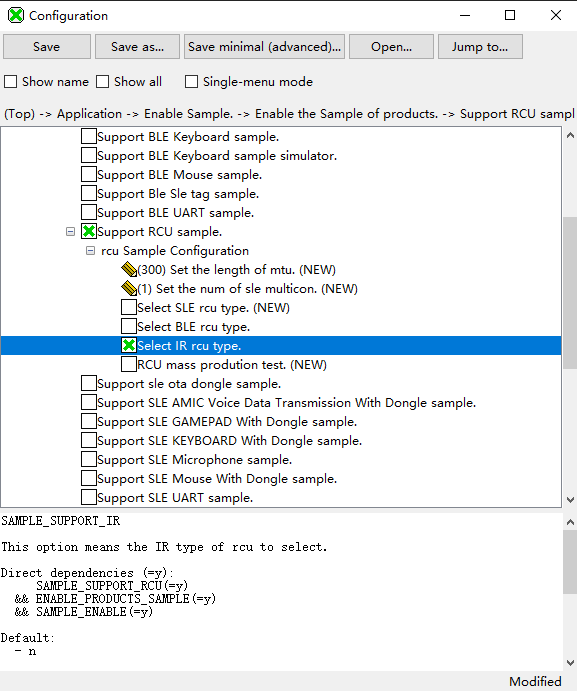 Configuration
Save Save as... Save minimal (advanced)... Open... Jump to...
Show name Show all Single-menu mode
(Top) -> Application -> Enable Sample. -> Enable the Sample of products. -> Support RCU sampl
Support BLE Keyboard sample.
Support BLE Keyboard sample simulator.
Support BLE Mouse sample.
Support Ble Sle tag sample.
Support BLE UART sample.
Support RCU sample.
rcu Sample Configuration
(300) Set the length of mtu. (NEW)
(1) Set the num of sle multicon. (NEW)
Select SLE rcu type. (NEW)
Select BLE rcu type.
Select IR rcu type.
RCU mass prodution test. (NEW)
Support sle ota dongle sample.
Support SLE AMIC Voice Data Transmission With Dongle sample.
Support SLE GAMEPAD With Dongle sample.
Support SLE KEYBOARD With Dongle sample.
Support SLE Microphone sample.
Support SLE Mouse With Dongle sample.
Support SLE UART sample.
SAMPLE_SUPPORT_IR
This option means the IR type of rcu to select.
Direct dependencies (=y):
SAMPLE_SUPPORT_RCU(=y)
&& ENABLE_PRODUCTS_SAMPLE(=y)
&& SAMPLE_ENABLE(=y)
Default:
- n
Modified